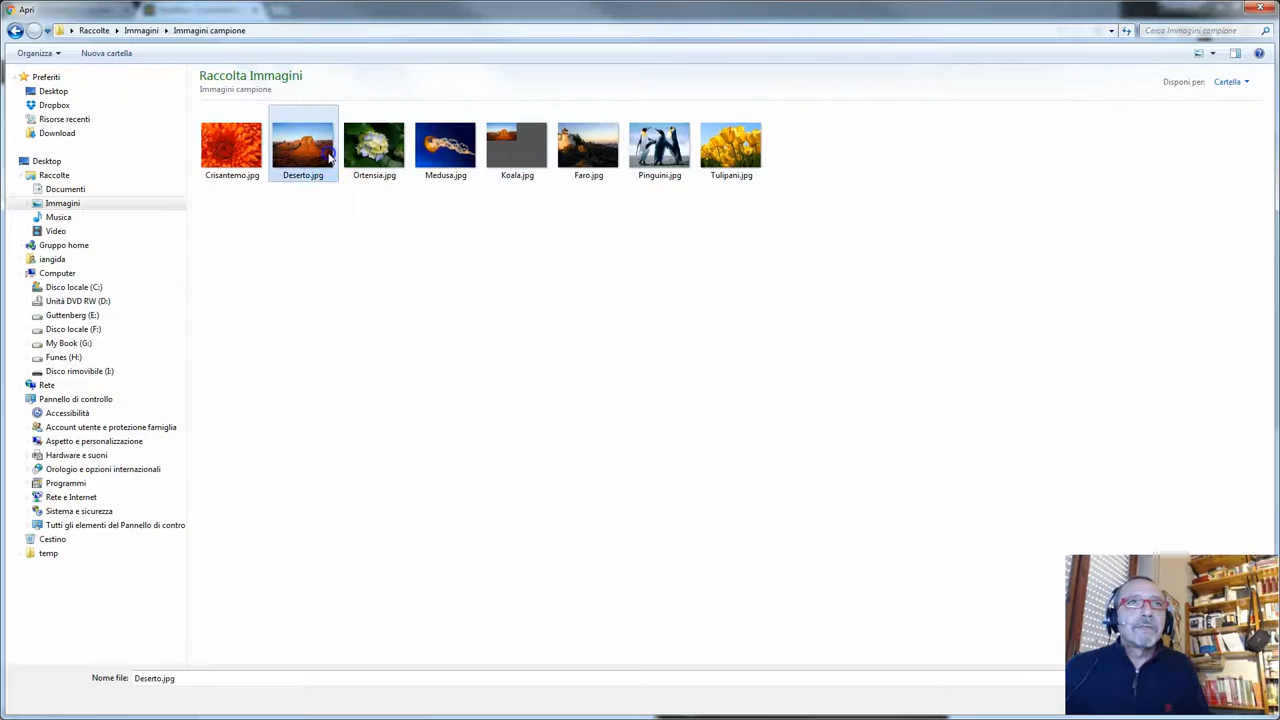 Apri
Raccolte ▸ Immagini ▸ Immagini campione
Cerca Immagini campione
Organizza
Nuova cartella
Preferiti
Desktop
Dropbox
Risorse recenti
Download
Desktop
Raccolte
Documenti
Immagini
Musica
Video
Gruppo home
iangida
Computer
Disco locale (C:)
Unità DVD RW (D:)
Guttenberg (E:)
Disco locale (F:)
My Book (G:)
Funes (H:)
Disco rimovibile (I:)
Rete
Pannello di controllo
Accessibilità
Account utente e protezione famiglia
Aspetto e personalizzazione
Hardware e suoni
Orologio e opzioni internazionali
Programmi
Rete e Internet
Sistema e sicurezza
Tutti gli elementi del Pannello di contro
Cestino
temp
Raccolta Immagini
Immagini campione
Disponi per: Cartella
Crisantemo.jpg
Deserto.jpg
Ortensia.jpg
Medusa.jpg
Koala.jpg
Faro.jpg
Pinguini.jpg
Tulipani.jpg
Nome file: Deserto.jpg